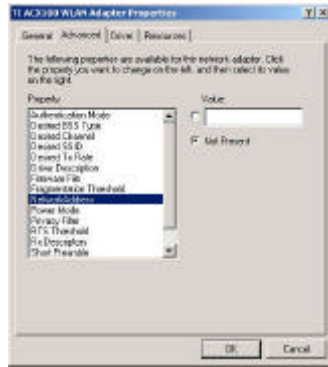 TI ACX100 WLAN Adapter Properties
General Advanced Driver Resources
The following properties are available for this network adapter. Click
the property you want to change on the left, and then select its value
on the right.
Property
Value:
Authentication Mode
Desired BSS Type
Desired Channel
Desired SSID
Desired Tx Rate
Driver Description
Firmware File
Fragmentation Threshold
NetworkAddress
Power Mode
Privacy Filter
RTS Threshold
Rx Descriptors
Short Preamble
Not Present
OK
Cancel